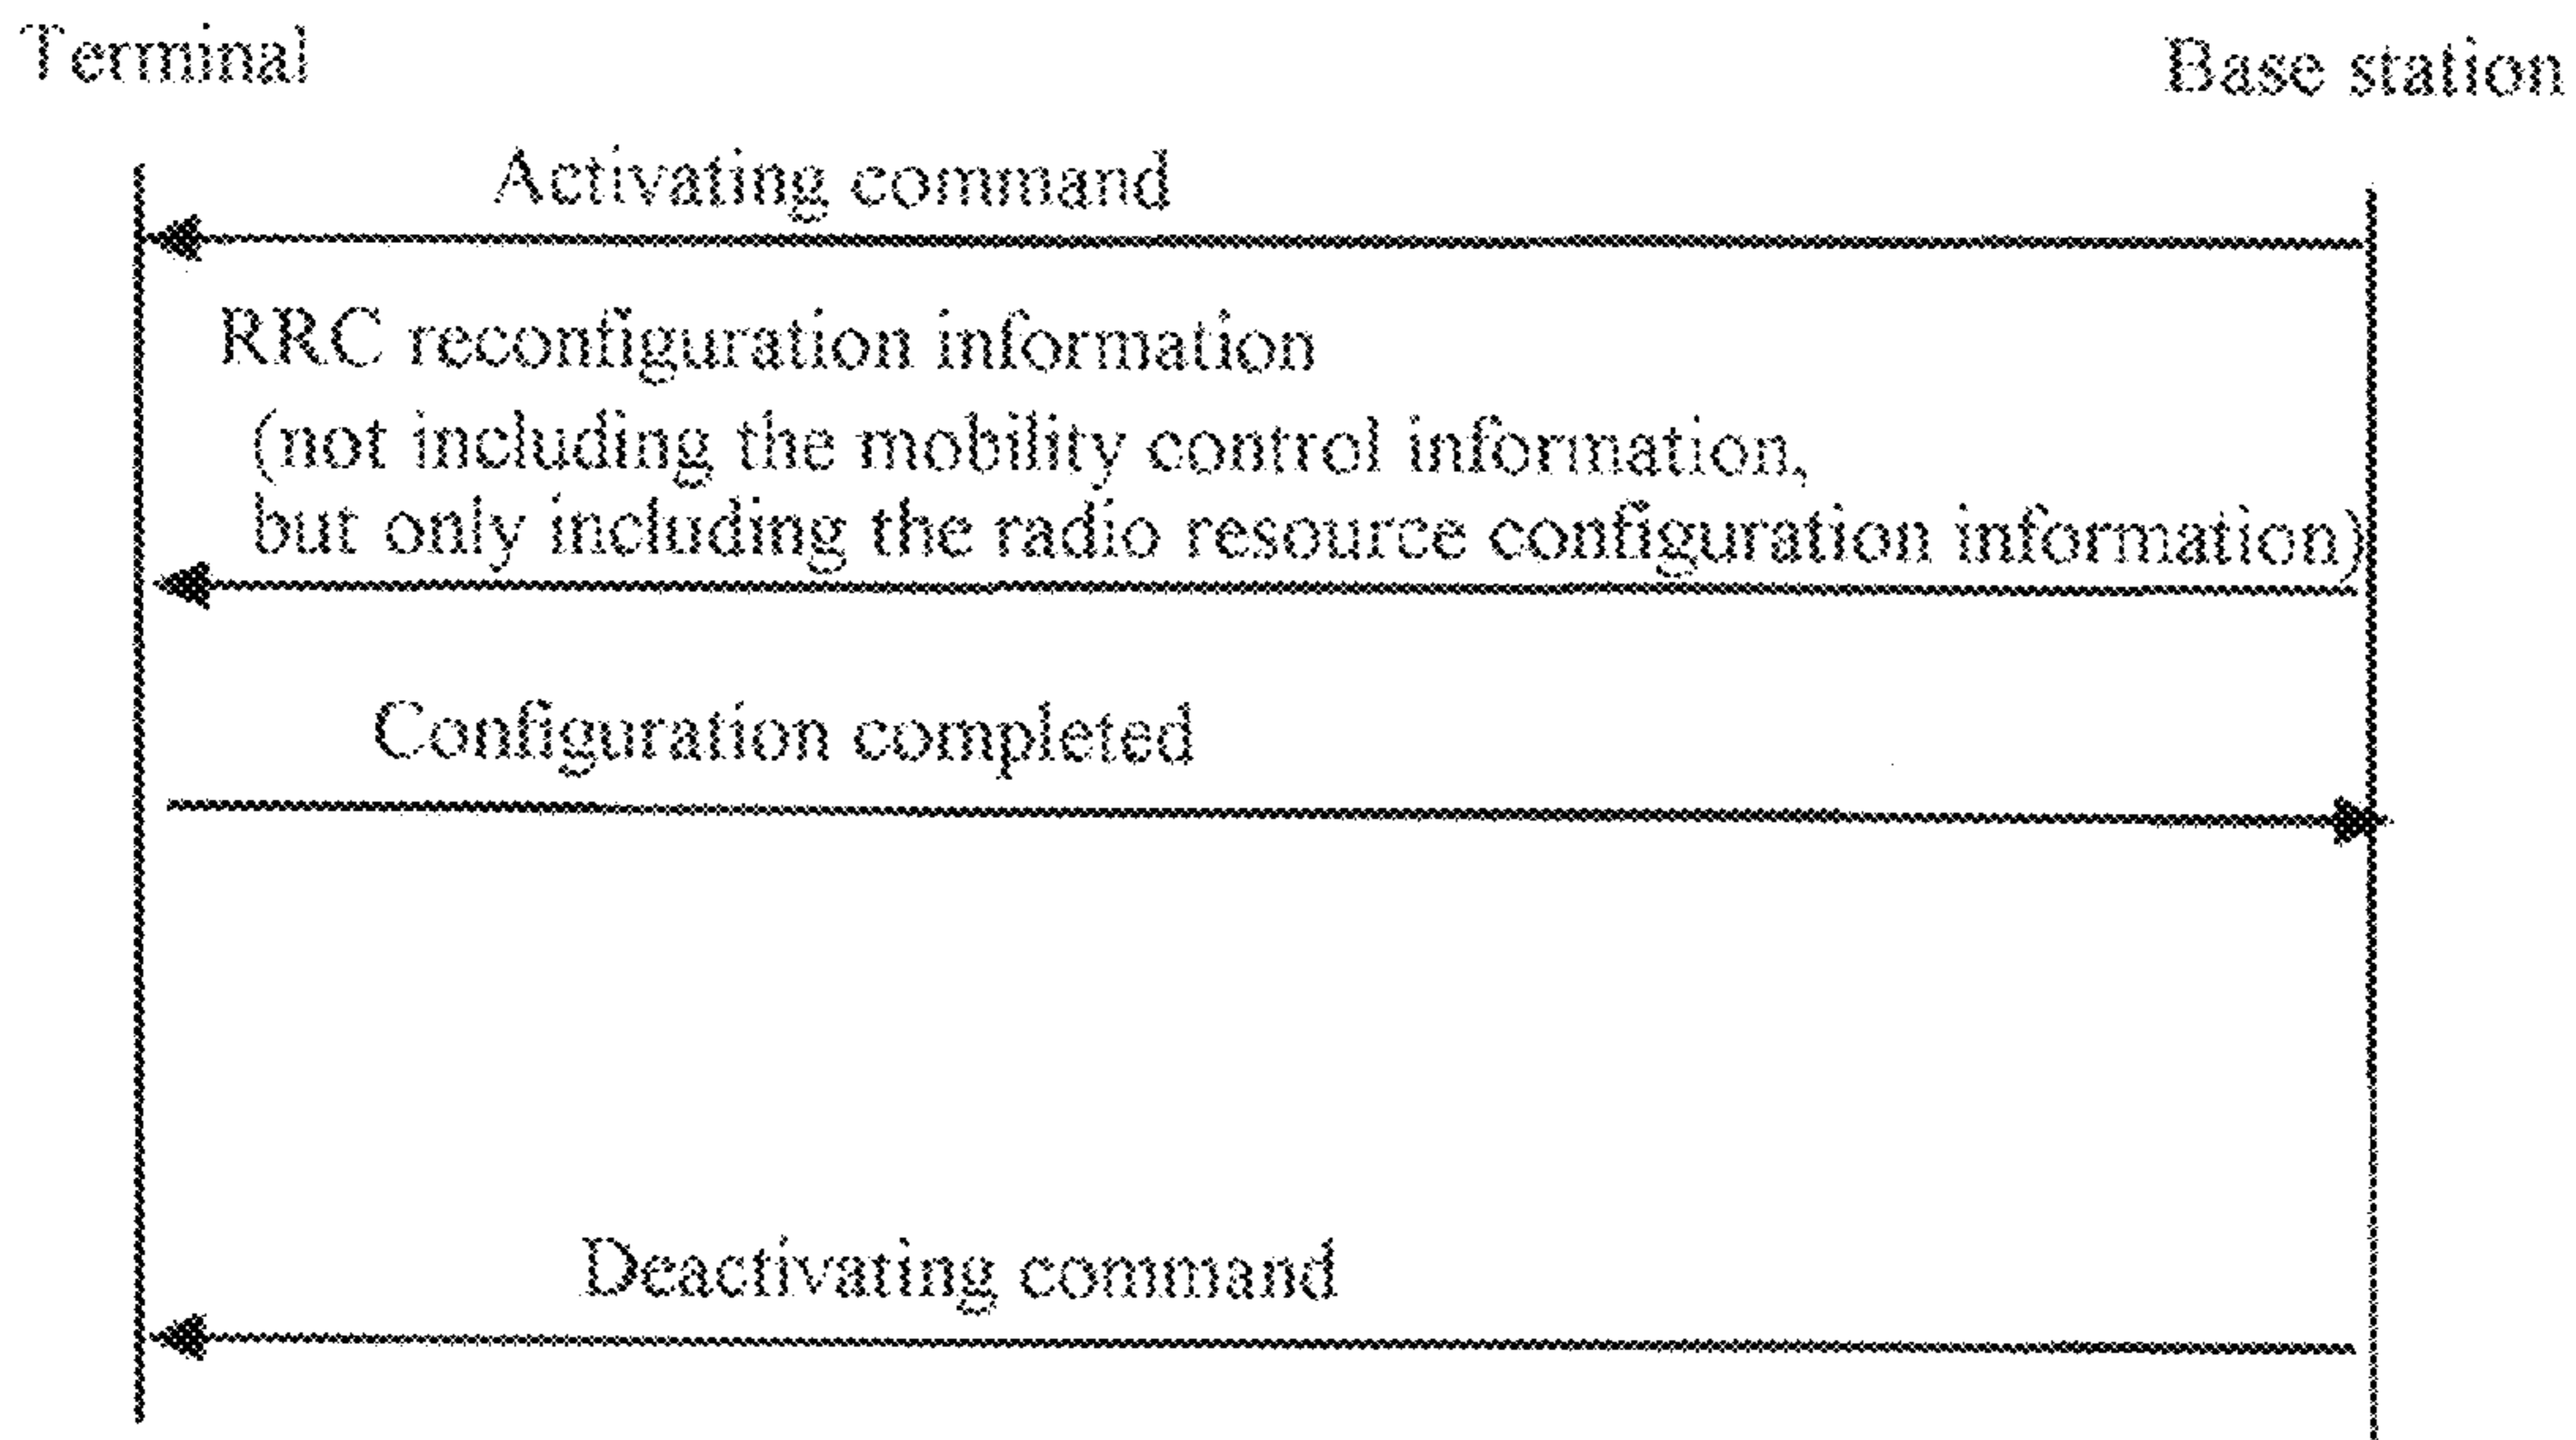 Terminal
Base station
Activating command
RRC reconfiguration information
(not including the mobility control information,
but only including the radio resource configuration information)
Configuration completed
Deactivating command